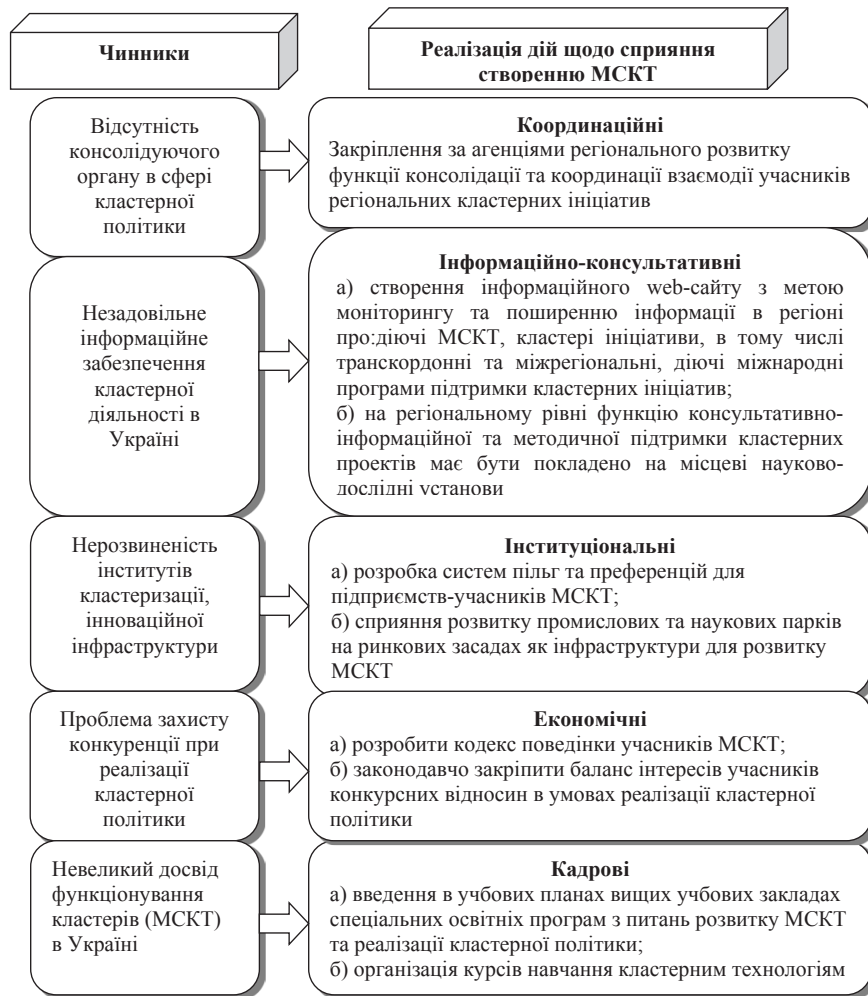 Чинники
Реалізація дій щодо сприяння
створенню МСКТ
Відсутність
консолідуючого
органу в сфері
кластерної
політики
Координаційні
Закріплення за агенціями регіонального розвитку
функції консолідації та координації взаємодії учасників
регіональних кластерних ініціатив
Незадовільне
інформаційне
забезпечення
кластерної
діяльності в
Україні
Інформаційно-консультативні
а) створення інформаційного web-сайту з метою
моніторингу та поширенню інформації в регіоні
про:діючі МСКТ, кластері ініціативи, в тому числі
транскордонні та міжрегіональні, діючі міжнародні
програми підтримки кластерних ініціатив;
б) на регіональному рівні функцію консультативно-
інформаційної та методичної підтримки кластерних
проектів має бути покладено на місцеві науково-
дослідні установи
Нерозвиненість
інститутів
кластеризації,
інноваційної
інфраструктури
Інституціональні
а) розробка систем пільг та преференцій для
підприємств-учасників МСКТ;
б) сприяння розвитку промислових та наукових парків
на ринкових засадах як інфраструктури для розвитку
МСКТ
Проблема захисту
конкуренції при
реалізації
кластерної
політики
Економічні
а) розробити кодекс поведінки учасників МСКТ;
б) законодавчо закріпити баланс інтересів учасників
конкурсних відносин в умовах реалізації кластерної
політики
Невеликий досвід
функціонування
кластерів (МСКТ)
в Україні
Кадрові
а) введення в учбових планах вищих учбових закладах
спеціальних освітніх програм з питань розвитку МСКТ
та реалізації кластерної політики;
б) організація курсів навчання кластерним технологіям